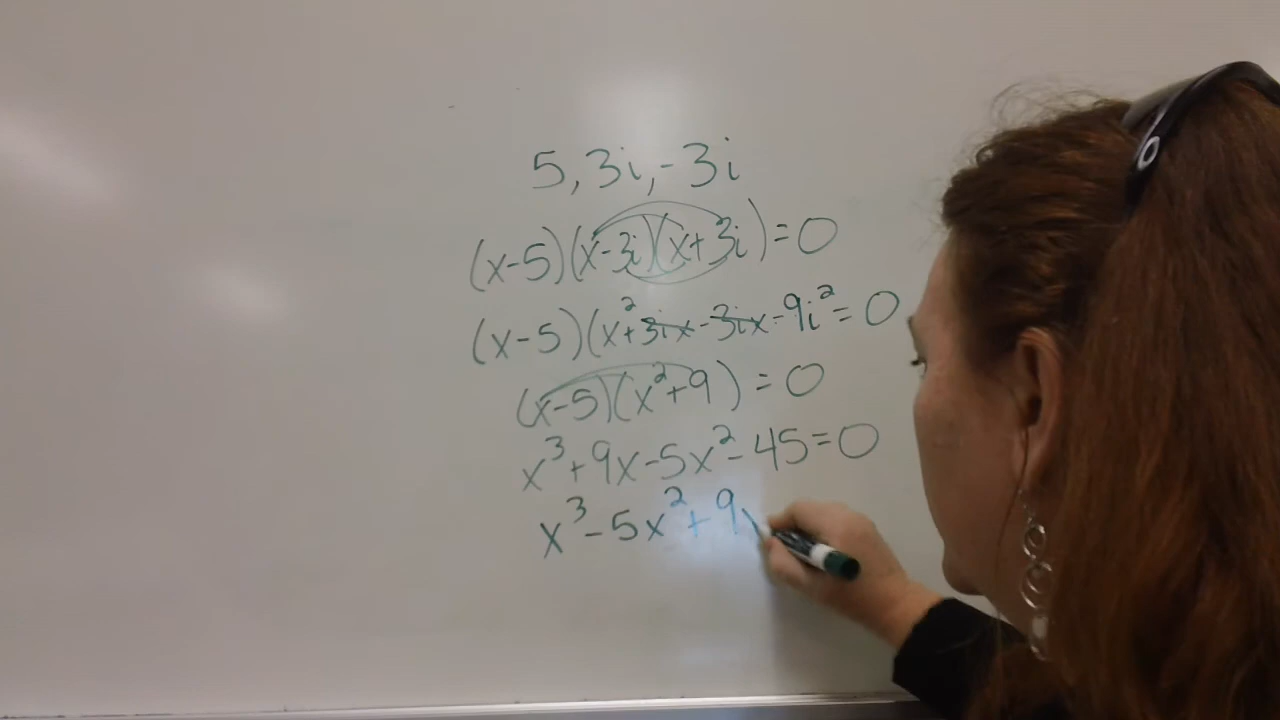 5, 3i, -3i
(x-5)(x-3i)(x+3i)=0
(x-5)(x²+3ix-3ix-9i²=0
(x-5)(x²+9)=0
x³+9x-5x²-45=0
x³-5x²+9x